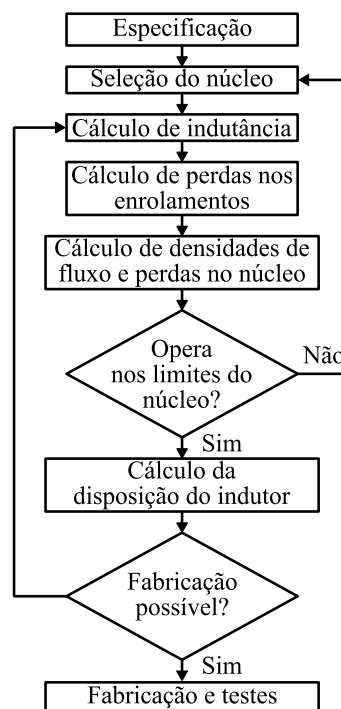 Especificação
Seleção do núcleo
Cálculo de indutância
Cálculo de perdas nos
enrolamentos
Cálculo de densidades de
fluxo e perdas no núcleo
Opera
nos limites do
núcleo?
Não
Sim
Cálculo da
disposição do indutor
Fabricação
possível?
Sim
Fabricação e testes